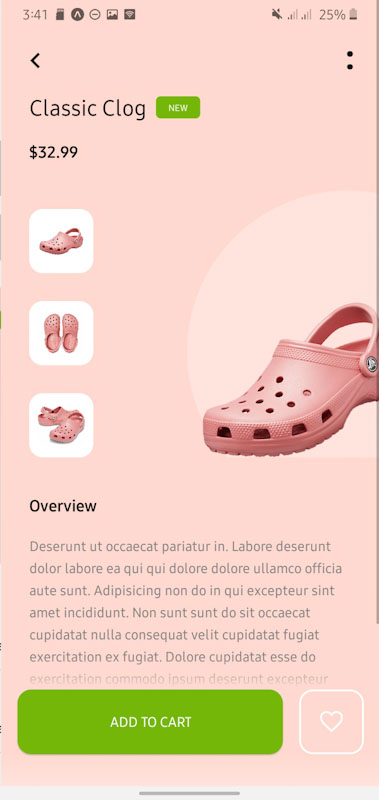 3:41
25%
Classic Clog
NEW
$32.99
Overview
Deserunt ut occaecat pariatur in. Labore deserunt
dolor labore ea qui qui dolore dolore ullamco officia
aute sunt. Adipisicing non do in qui excepteur sint
amet incididunt. Non sunt sunt do sit occaecat
cupidatat nulla consequat velit cupidatat fugiat
exercitation ex fugiat. Dolore cupidatat esse do
exercitation commodo ipsum deserunt excepteur
ADD TO CART